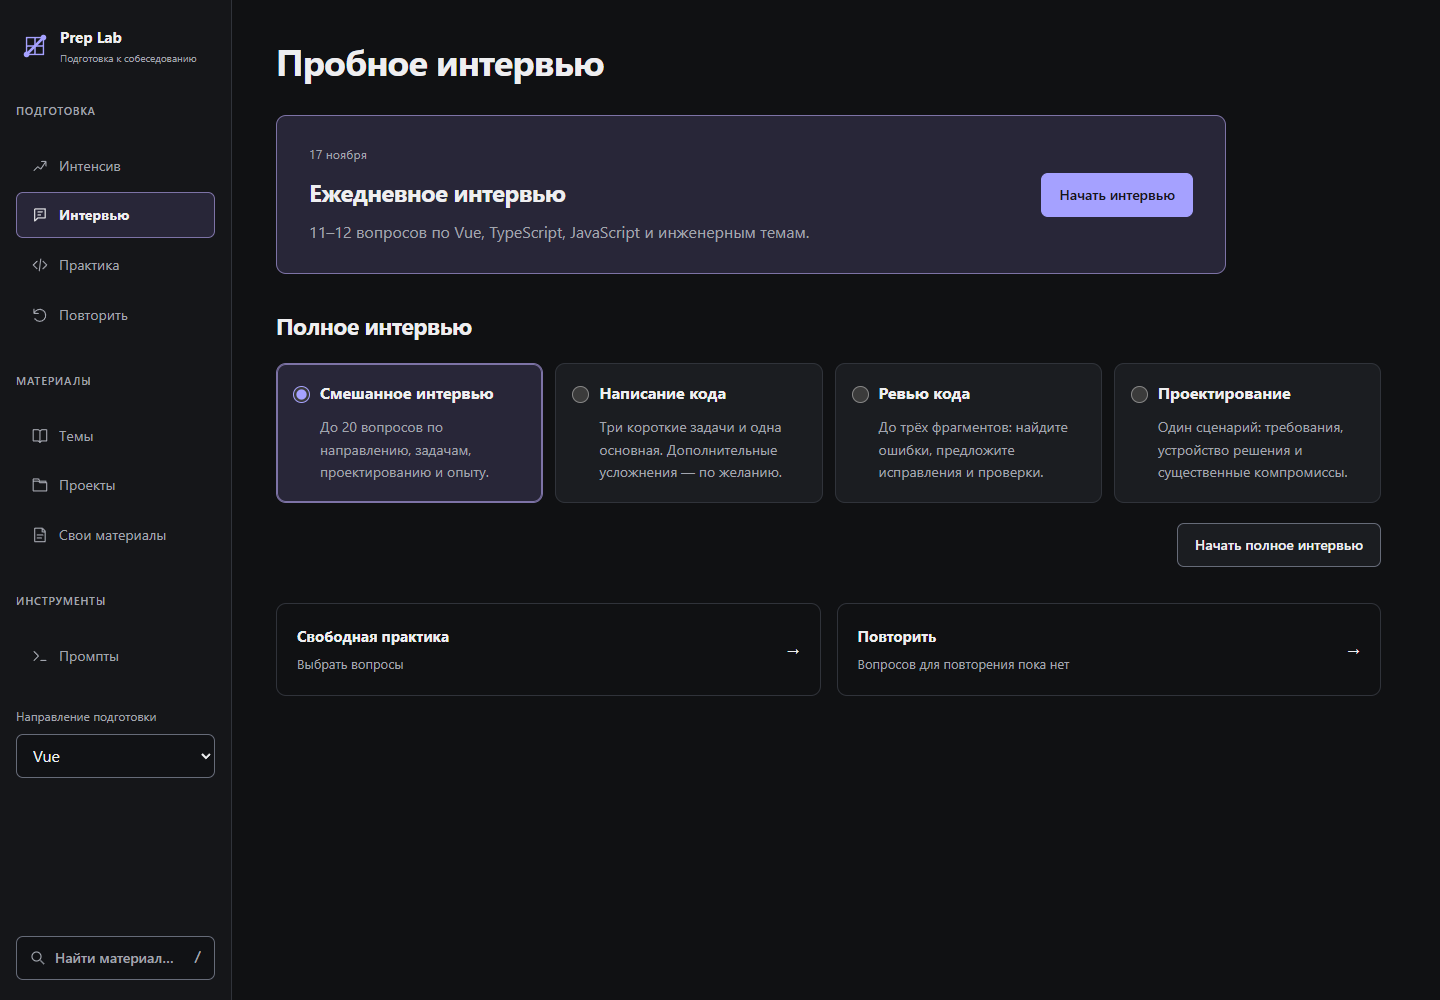 Prep Lab
Подготовка к собеседованию
ПОДГОТОВКА
Интенсив
Интервью
Практика
Повторить
МАТЕРИАЛЫ
Темы
Проекты
Свои материалы
ИНСТРУМЕНТЫ
Промпты
Направление подготовки
Vue
Найти материал... /
Пробное интервью
17 ноября
Ежедневное интервью
11–12 вопросов по Vue, TypeScript, JavaScript и инженерным темам.
Начать интервью
Полное интервью
Смешанное интервью
До 20 вопросов по
направлению, задачам,
проектированию и опыту.
Написание кода
Три короткие задачи и одна
основная. Дополнительные
усложнения — по желанию.
Ревью кода
До трёх фрагментов: найдите
ошибки, предложите
исправления и проверки.
Проектирование
Один сценарий: требования,
устройство решения и
существенные компромиссы.
Начать полное интервью
Свободная практика
Выбрать вопросы
→
Повторить
Вопросов для повторения пока нет
→